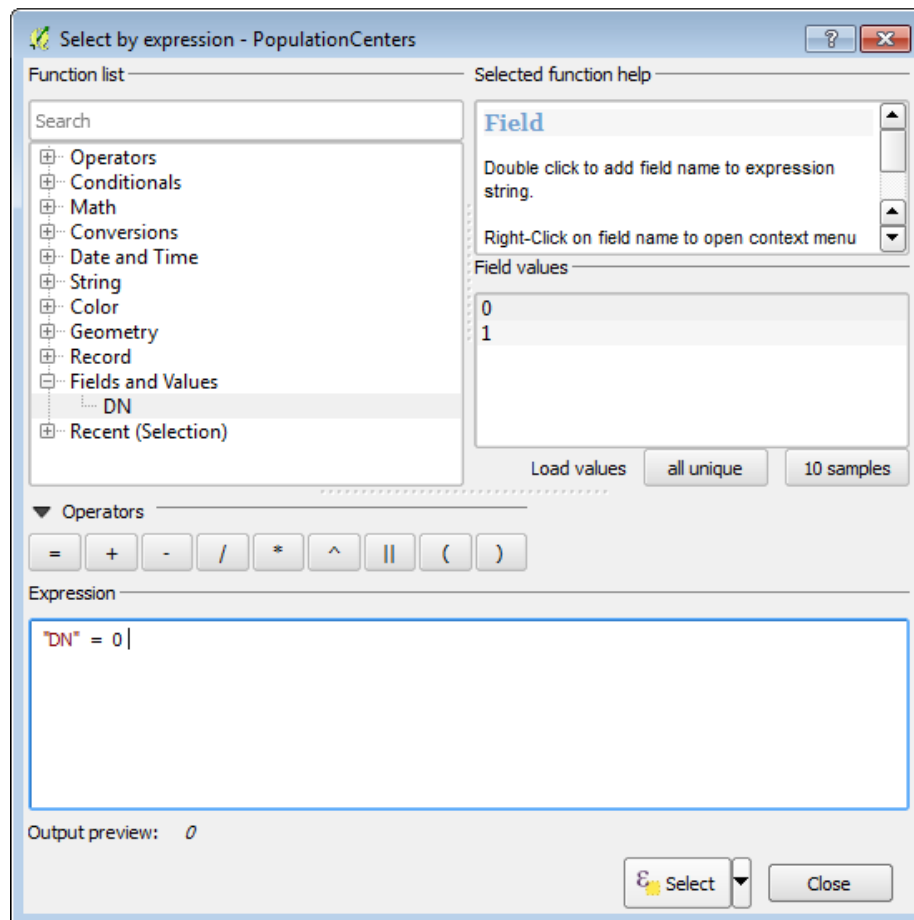 Select by expression - PopulationCenters
Function list
Search
Operators
Conditionals
Math
Conversions
Date and Time
String
Color
Geometry
Record
Fields and Values
DN
Recent (Selection)
Selected function help
Field
Double click to add field name to expression
string.
Right-Click on field name to open context menu
Field values
0
1
Load values all unique 10 samples
Operators
= + - / * ^ || ( )
Expression
"DN" = 0
Output preview: 0
ε Select Close